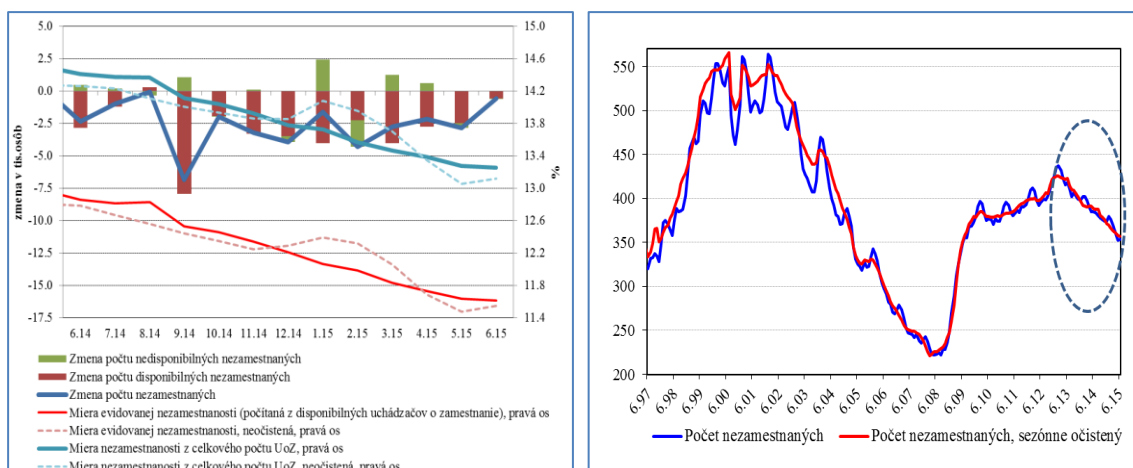 5.0
2.5
0.0
-2.5
-5.0
-7.5
-10.0
-12.5
-15.0
-17.5
zmena v tis.osôb
15.0
14.6
14.2
13.8
13.4
13.0
12.6
12.2
11.8
11.4
%
6.14 7.14 8.14 9.14 10.14 11.14 12.14 1.15 2.15 3.15 4.15 5.15 6.15
Zmena počtu nedisponibilných nezamestnaných
Zmena počtu disponibilných nezamestnaných
Zmena počtu nezamestnaných
Miera evidovanej nezamestnanosti (počítaná z disponibilných uchádzačov o zamestnanie), pravá os
Miera evidovanej nezamestnanosti, neočistená, pravá os
Miera nezamestnanosti z celkového počtu UoZ, pravá os
Miera nezamestnanosti z celkového počtu UoZ, neočistená, pravá os
550
500
450
400
350
300
250
200
6.97 6.98 6.99 6.00 6.01 6.02 6.03 6.04 6.05 6.06 6.07 6.08 6.09 6.10 6.11 6.12 6.13 6.14 6.15
Počet nezamestnaných Počet nezamestnaných, sezónne očistený